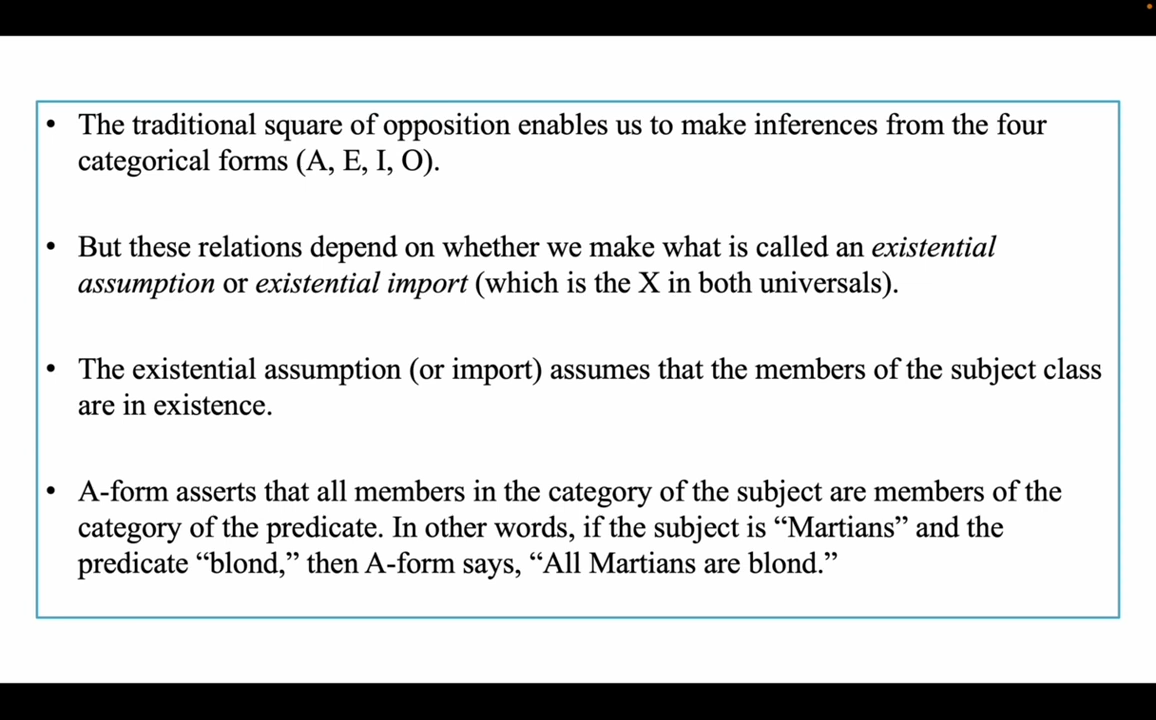 • The traditional square of opposition enables us to make inferences from the four
categorical forms (A, E, I, O).
• But these relations depend on whether we make what is called an existential
assumption or existential import (which is the X in both universals).
• The existential assumption (or import) assumes that the members of the subject class
are in existence.
• A-form asserts that all members in the category of the subject are members of the
category of the predicate. In other words, if the subject is “Martians” and the
predicate “blond,” then A-form says, “All Martians are blond.”